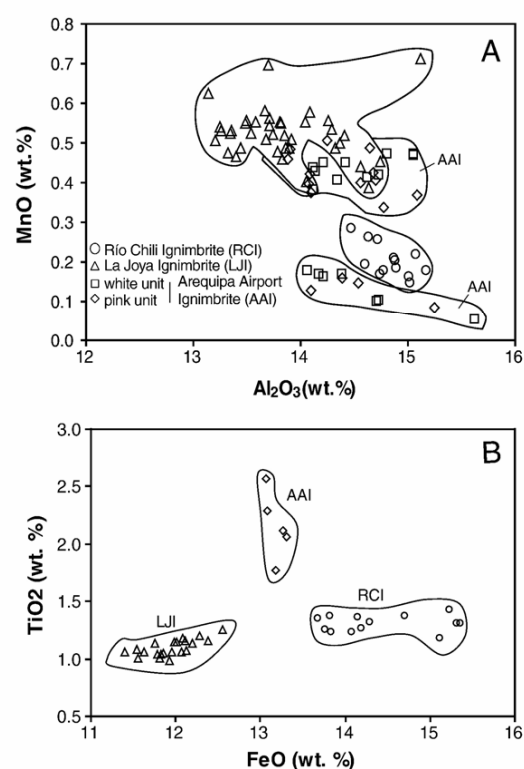 0.8
A
0.7
0.6
MnO (wt.%)
0.5
AAI
0.4
0.3
Río Chili Ignimbrite (RCI)
La Joya Ignimbrite (LJI)
0.2
white unit
Arequipa Airport
pink unit
Ignimbrite (AAI)
AAI
0.1
0.0
12 13 14 15 16
Al₂O₃(wt.%)
3.0
B
2.5
AAI
TiO2 (wt. %)
2.0
RCI
1.5
LJI
1.0
0.5
11 12 13 14 15 16
FeO (wt. %)